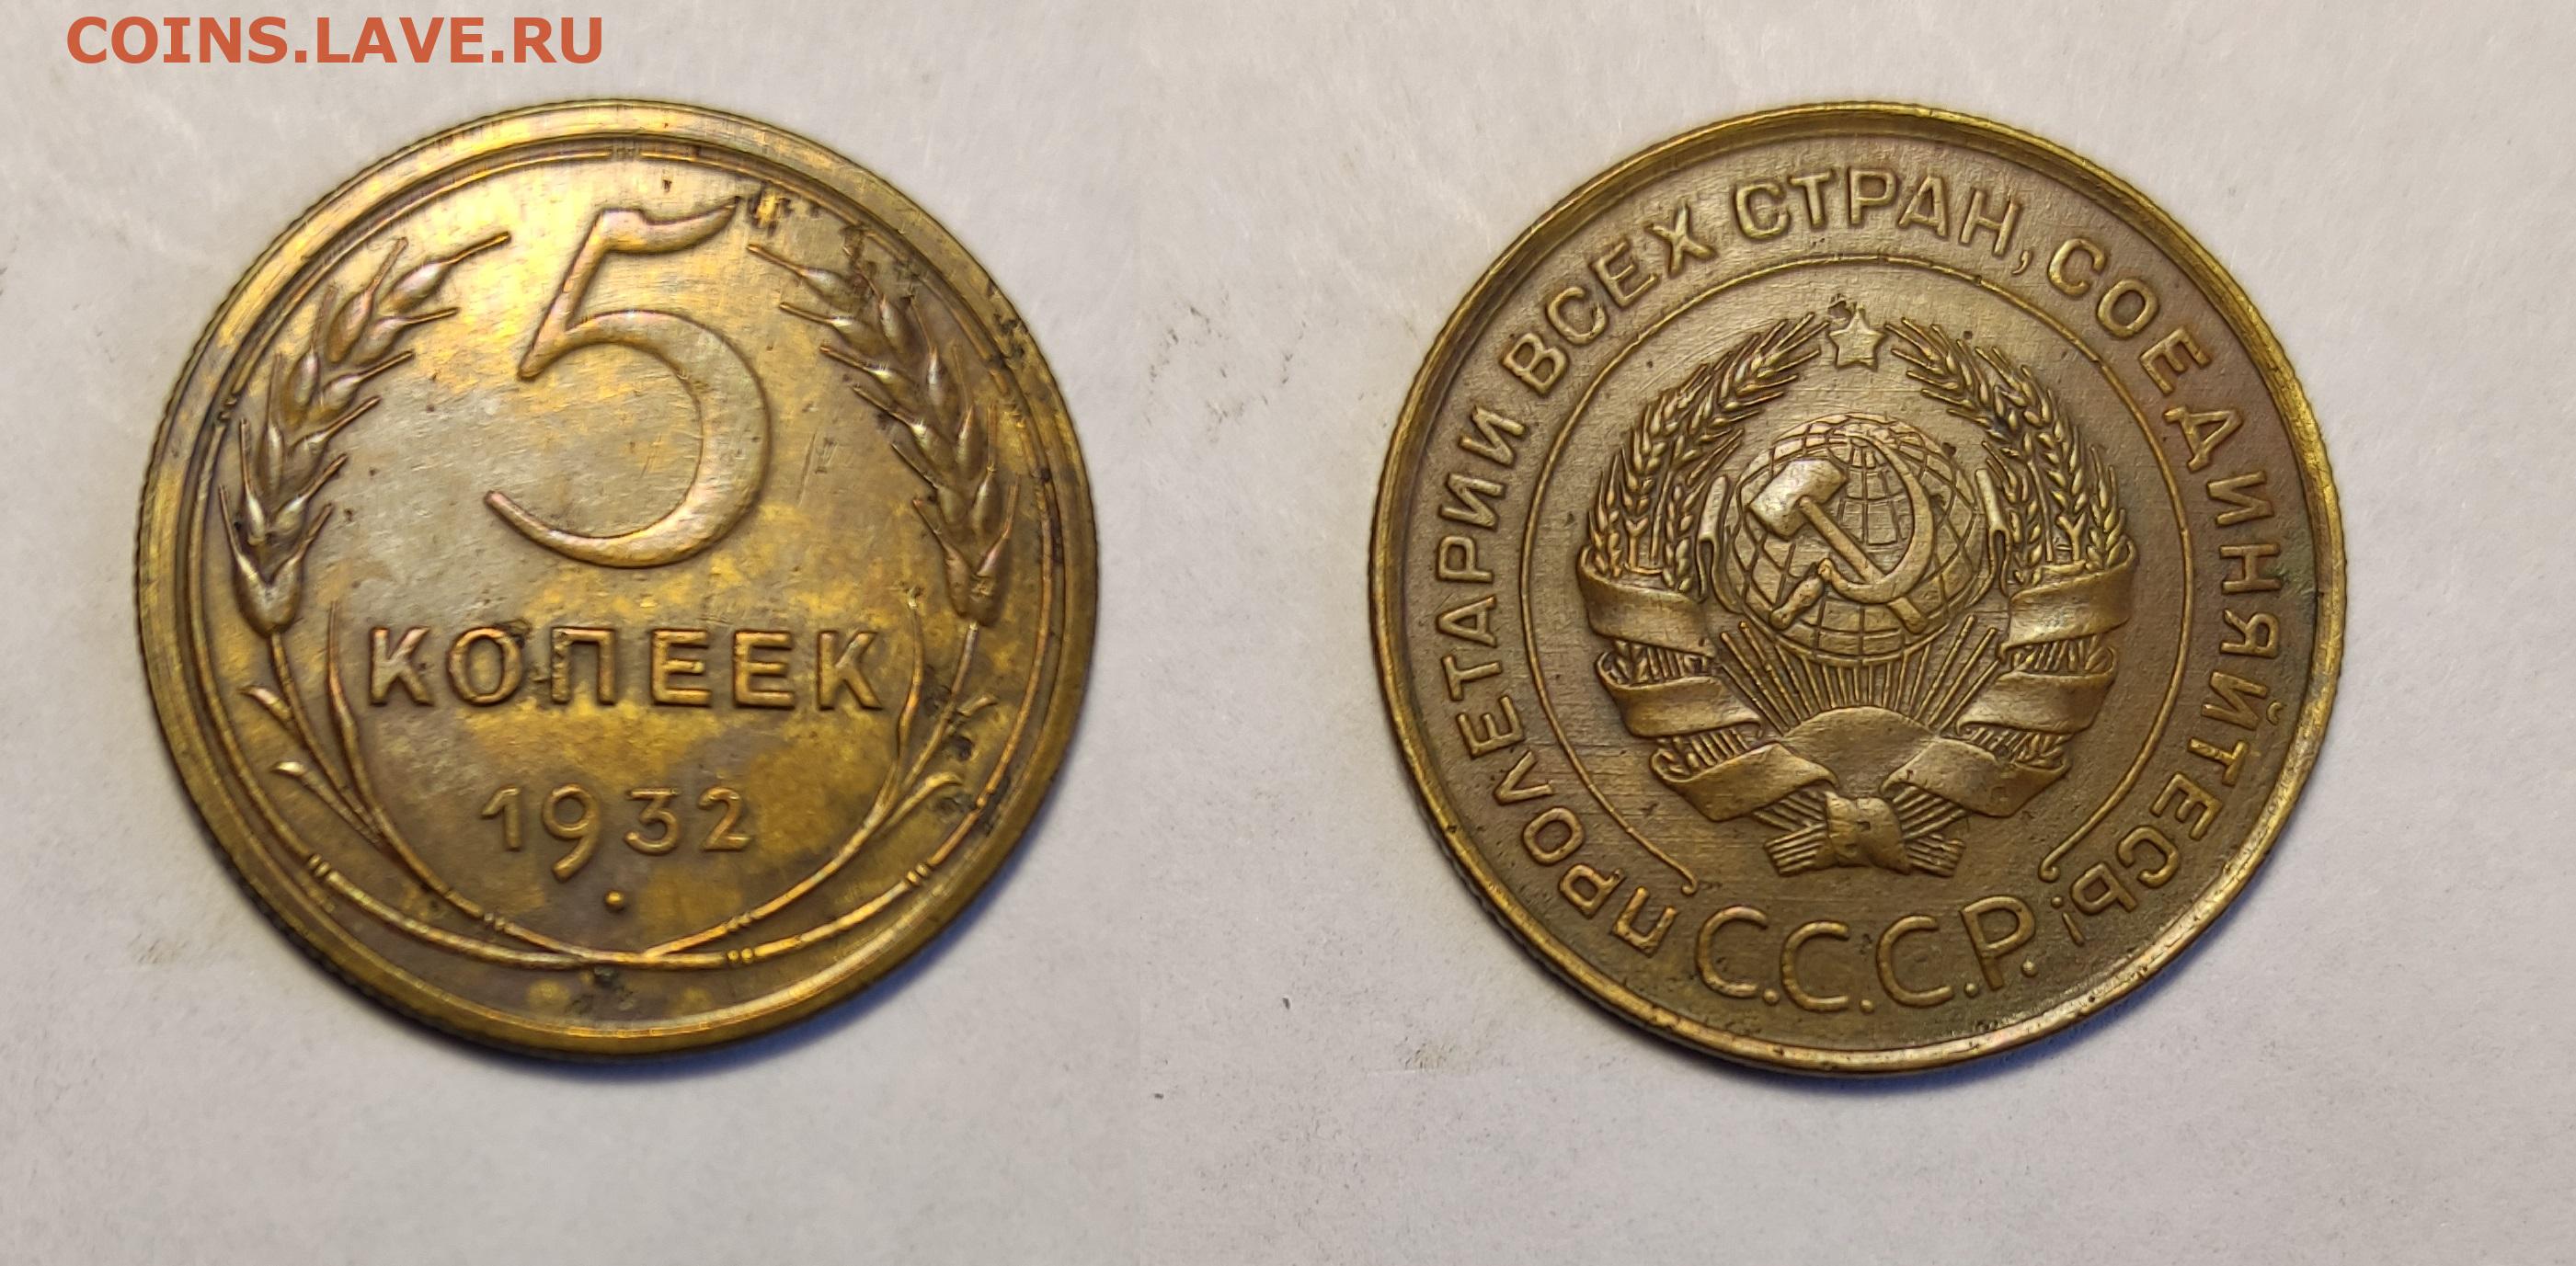 COINS.LAVE.RU
5
КОПЕЕК
1932
ПРОЛЕТАРИИ ВСЕХ СТРАН, СОЕДИНЯЙТЕСЬ!
С.С.С.Р.